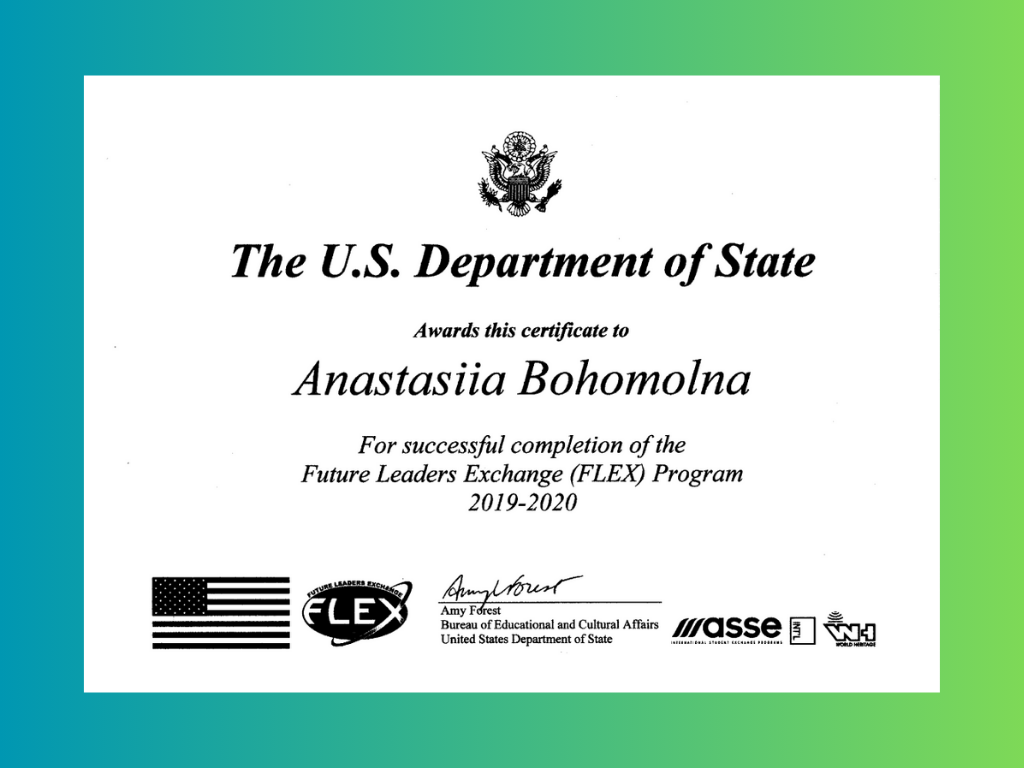 The U.S. Department of State
Awards this certificate to
Anastasiia Bohomolna
For successful completion of the
Future Leaders Exchange (FLEX) Program
2019-2020
FUTURE LEADERS EXCHANGE
FLEX
Amy Forest
Amy Forest
Bureau of Educational and Cultural Affairs
United States Department of State
asse
INTERNATIONAL STUDENT EXCHANGE PROGRAMS
INT'L
WH
WORLD HERITAGE